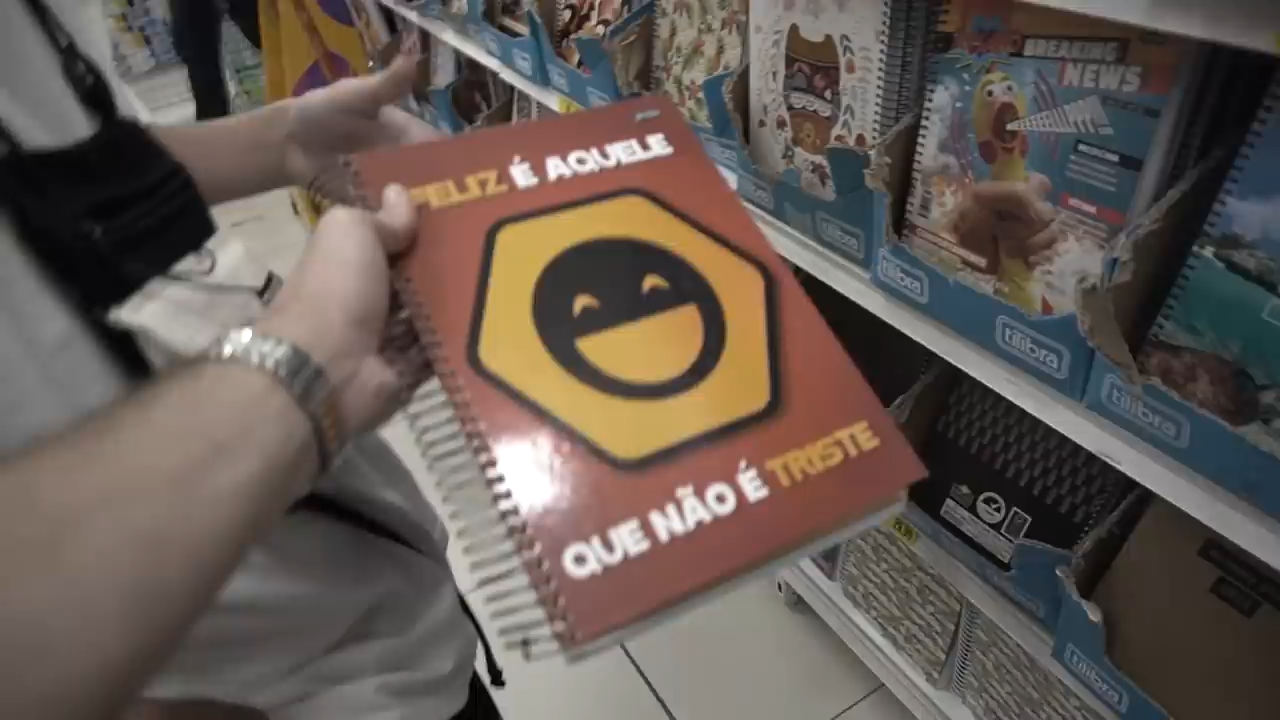 FELIZ É AQUELE
QUE NÃO É TRISTE
BREAKING
NEWS
tilibra
tilibra
tilibra
tilibra
tilibra